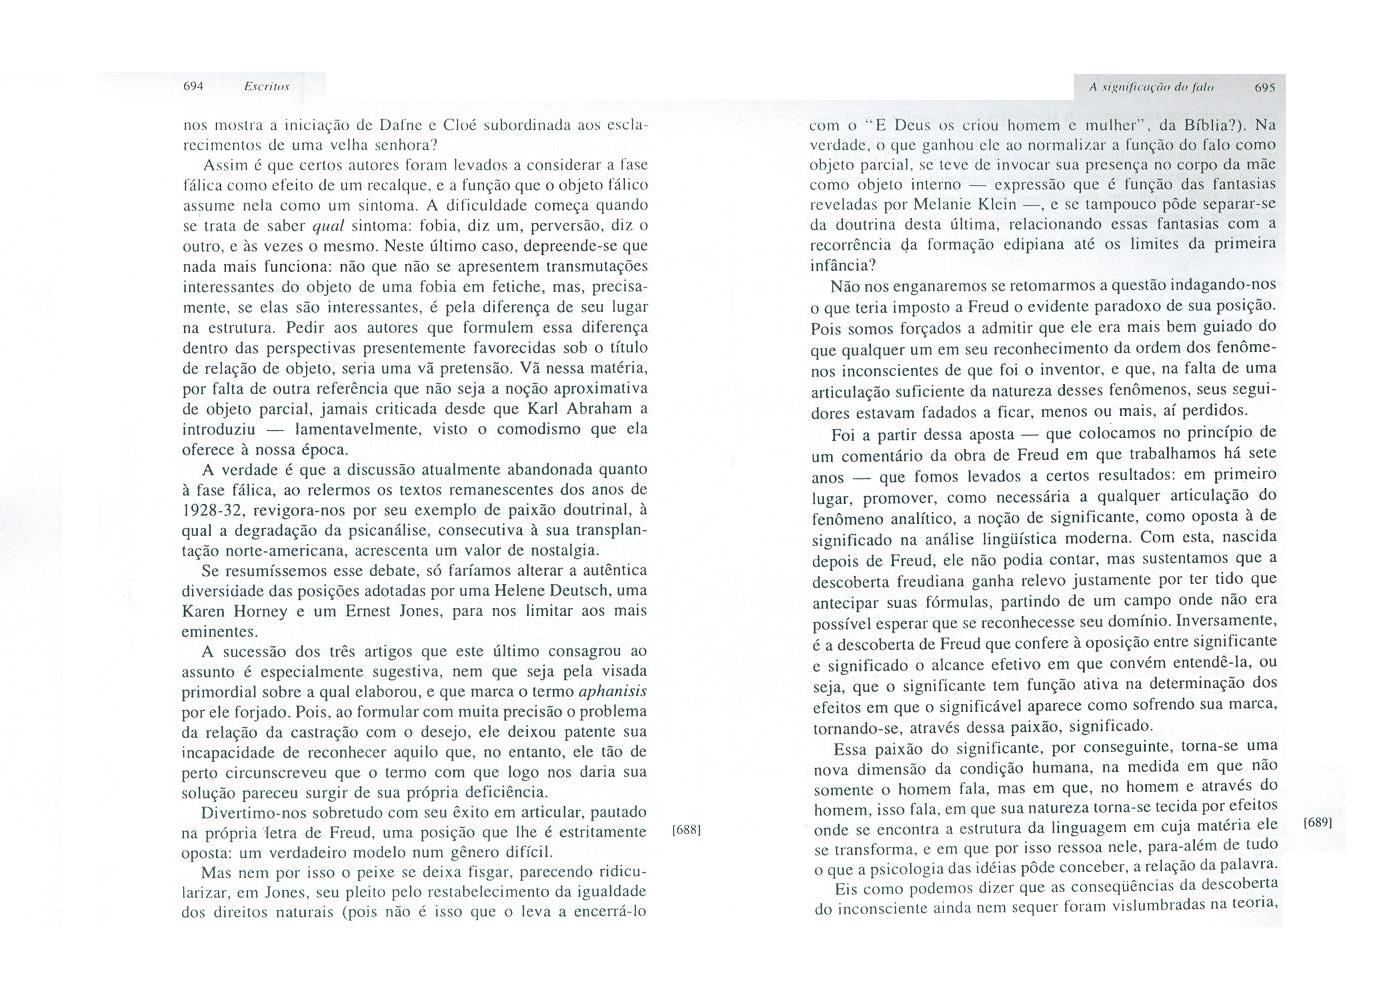 694 Escritos
nos mostra a iniciação de Dafne e Cloé subordinada aos escla-
recimentos de uma velha senhora?
Assim é que certos autores foram levados a considerar a fase
fálica como efeito de um recalque, e a função que o objeto fálico
assume nela como um sintoma. A dificuldade começa quando
se trata de saber qual sintoma: fobia, diz um, perversão, diz o
outro, e às vezes o mesmo. Neste último caso, depreende-se que
nada mais funciona: não que não se apresentem transmutações
interessantes do objeto de uma fobia em fetiche, mas, precisa-
mente, se elas são interessantes, é pela diferença de seu lugar
na estrutura. Pedir aos autores que formulem essa diferença
dentro das perspectivas presentemente favorecidas sob o título
de relação de objeto, seria uma vã pretensão. Vã nessa matéria,
por falta de outra referência que não seja a noção aproximativa
de objeto parcial, jamais criticada desde que Karl Abraham a
introduziu — lamentavelmente, visto o comodismo que ela
oferece à nossa época.
A verdade é que a discussão atualmente abandonada quanto
à fase fálica, ao relermos os textos remanescentes dos anos de
1928-32, revigora-nos por seu exemplo de paixão doutrinal, à
qual a degradação da psicanálise, consecutiva à sua transplan-
tação norte-americana, acrescenta um valor de nostalgia.
Se resumíssemos esse debate, só faríamos alterar a autêntica
diversidade das posições adotadas por uma Helene Deutsch, uma
Karen Horney e um Ernest Jones, para nos limitar aos mais
eminentes.
A sucessão dos três artigos que este último consagrou ao
assunto é especialmente sugestiva, nem que seja pela visada
primordial sobre a qual elaborou, e que marca o termo aphanisis
por ele forjado. Pois, ao formular com muita precisão o problema
da relação da castração com o desejo, ele deixou patente sua
incapacidade de reconhecer aquilo que, no entanto, ele tão de
perto circunscreveu que o termo com que logo nos daria sua
solução pareceu surgir de sua própria deficiência.
Divertimo-nos sobretudo com seu êxito em articular, pautado
na própria letra de Freud, uma posição que lhe é estritamente [688]
oposta: um verdadeiro modelo num gênero difícil.
Mas nem por isso o peixe se deixa fisgar, parecendo ridicu-
larizar, em Jones, seu pleito pelo restabelecimento da igualdade
dos direitos naturais (pois não é isso que o leva a encerrá-lo
A significação do falo 695
com o “E Deus os criou homem e mulher”, da Bíblia?). Na
verdade, o que ganhou ele ao normalizar a função do falo como
objeto parcial, se teve de invocar sua presença no corpo da mãe
como objeto interno — expressão que é função das fantasias
reveladas por Melanie Klein —, e se tampouco pôde separar-se
da doutrina desta última, relacionando essas fantasias com a
recorrência da formação edipiana até os limites da primeira
infância?
Não nos enganaremos se retomarmos a questão indagando-nos
o que teria imposto a Freud o evidente paradoxo de sua posição.
Pois somos forçados a admitir que ele era mais bem guiado do
que qualquer um em seu reconhecimento da ordem dos fenôme-
nos inconscientes de que foi o inventor, e que, na falta de uma
articulação suficiente da natureza desses fenômenos, seus segui-
dores estavam fadados a ficar, menos ou mais, aí perdidos.
Foi a partir dessa aposta — que colocamos no princípio de
um comentário da obra de Freud em que trabalhamos há sete
anos — que fomos levados a certos resultados: em primeiro
lugar, promover, como necessária a qualquer articulação do
fenômeno analítico, a noção de significante, como oposta à de
significado na análise lingüística moderna. Com esta, nascida
depois de Freud, ele não podia contar, mas sustentamos que a
descoberta freudiana ganha relevo justamente por ter tido que
antecipar suas fórmulas, partindo de um campo onde não era
possível esperar que se reconhecesse seu domínio. Inversamente,
é a descoberta de Freud que confere à oposição entre significante
e significado o alcance efetivo em que convém entendê-la, ou
seja, que o significante tem função ativa na determinação dos
efeitos em que o significável aparece como sofrendo sua marca,
tornando-se, através dessa paixão, significado.
Essa paixão do significante, por conseguinte, torna-se uma
nova dimensão da condição humana, na medida em que não
somente o homem fala, mas em que, no homem e através do
homem, isso fala, em que sua natureza torna-se tecida por efeitos
onde se encontra a estrutura da linguagem em cuja matéria ele [689]
se transforma, e em que por isso ressoa nele, para-além de tudo
o que a psicologia das idéias pôde conceber, a relação da palavra.
Eis como podemos dizer que as conseqüências da descoberta
do inconsciente ainda nem sequer foram vislumbradas na teoria,